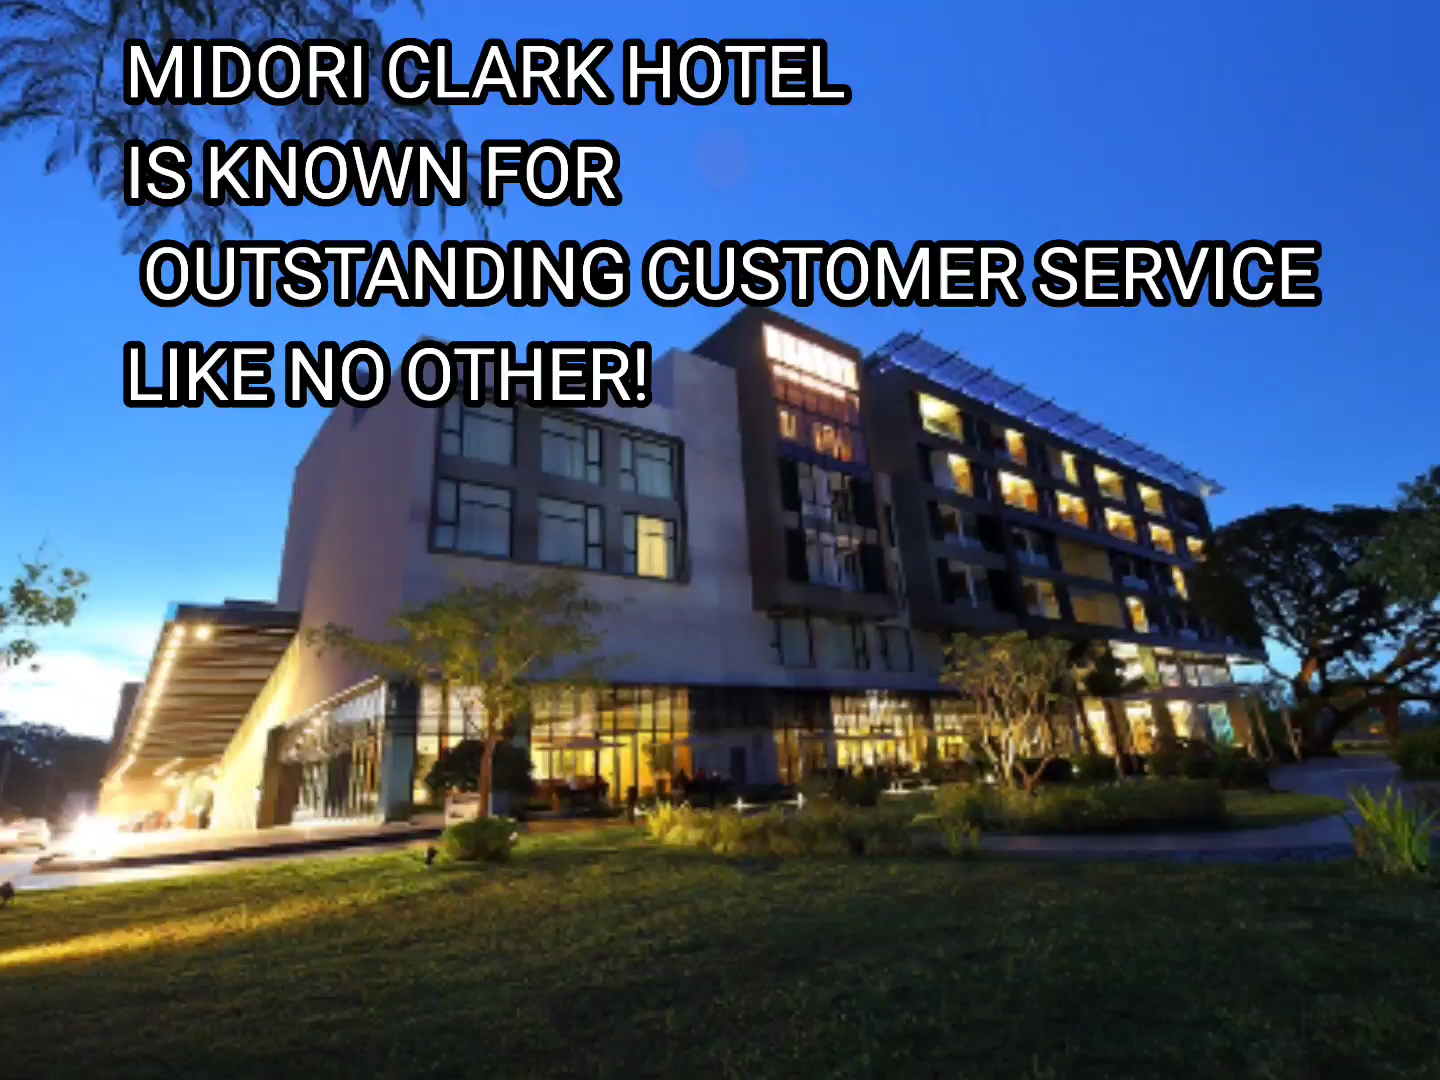 MIDORI CLARK HOTEL
IS KNOWN FOR
OUTSTANDING CUSTOMER SERVICE
LIKE NO OTHER!